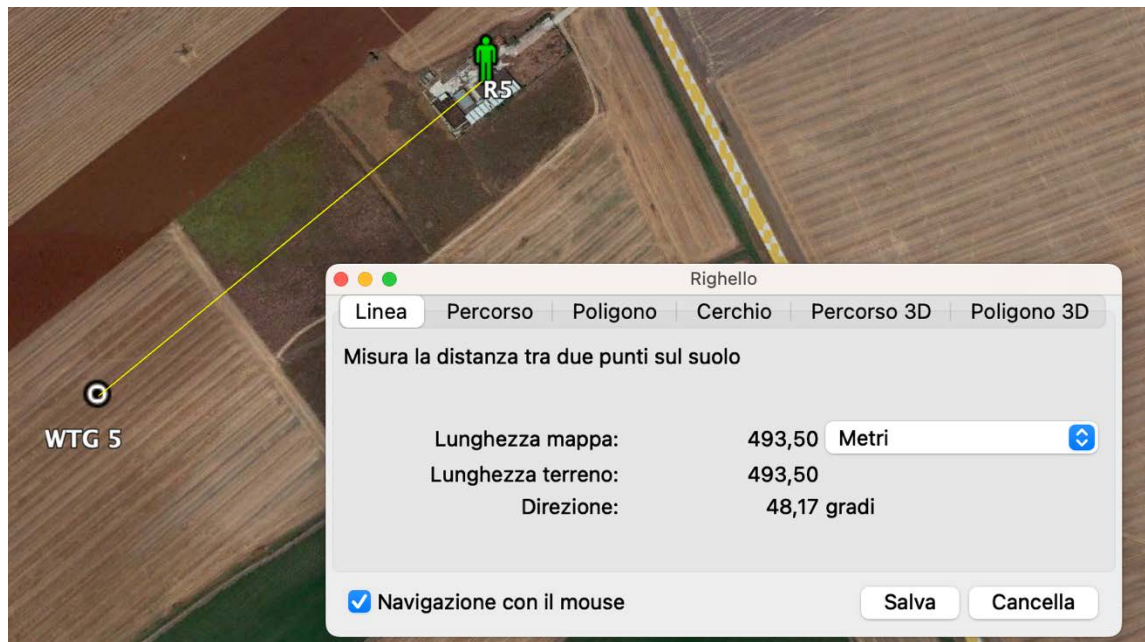 R5
WTG 5
Righello
Linea Percorso Poligono Cerchio Percorso 3D Poligono 3D
Misura la distanza tra due punti sul suolo
Lunghezza mappa: 493,50 Metri
Lunghezza terreno: 493,50
Direzione: 48,17 gradi
Navigazione con il mouse Salva Cancella